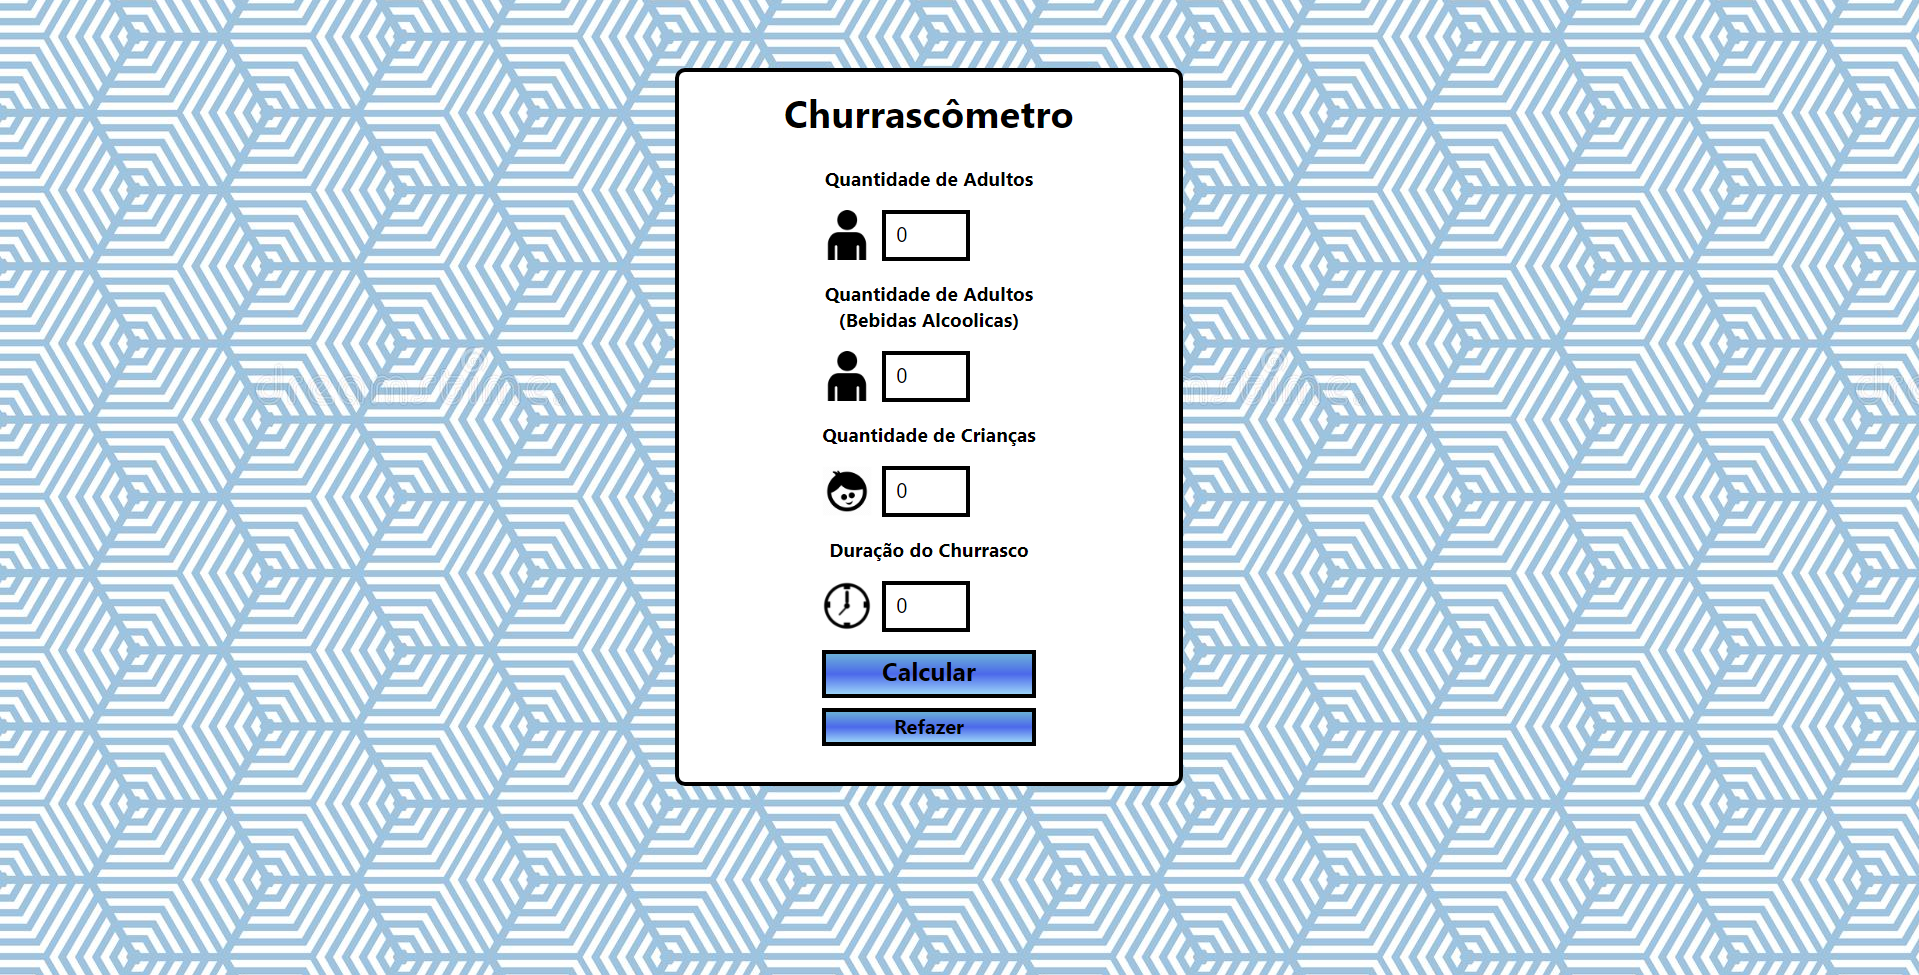 Churrascômetro
Quantidade de Adultos
0
Quantidade de Adultos
(Bebidas Alcoolicas)
0
Quantidade de Crianças
0
Duração do Churrasco
0
Calcular
Refazer
dreamstime